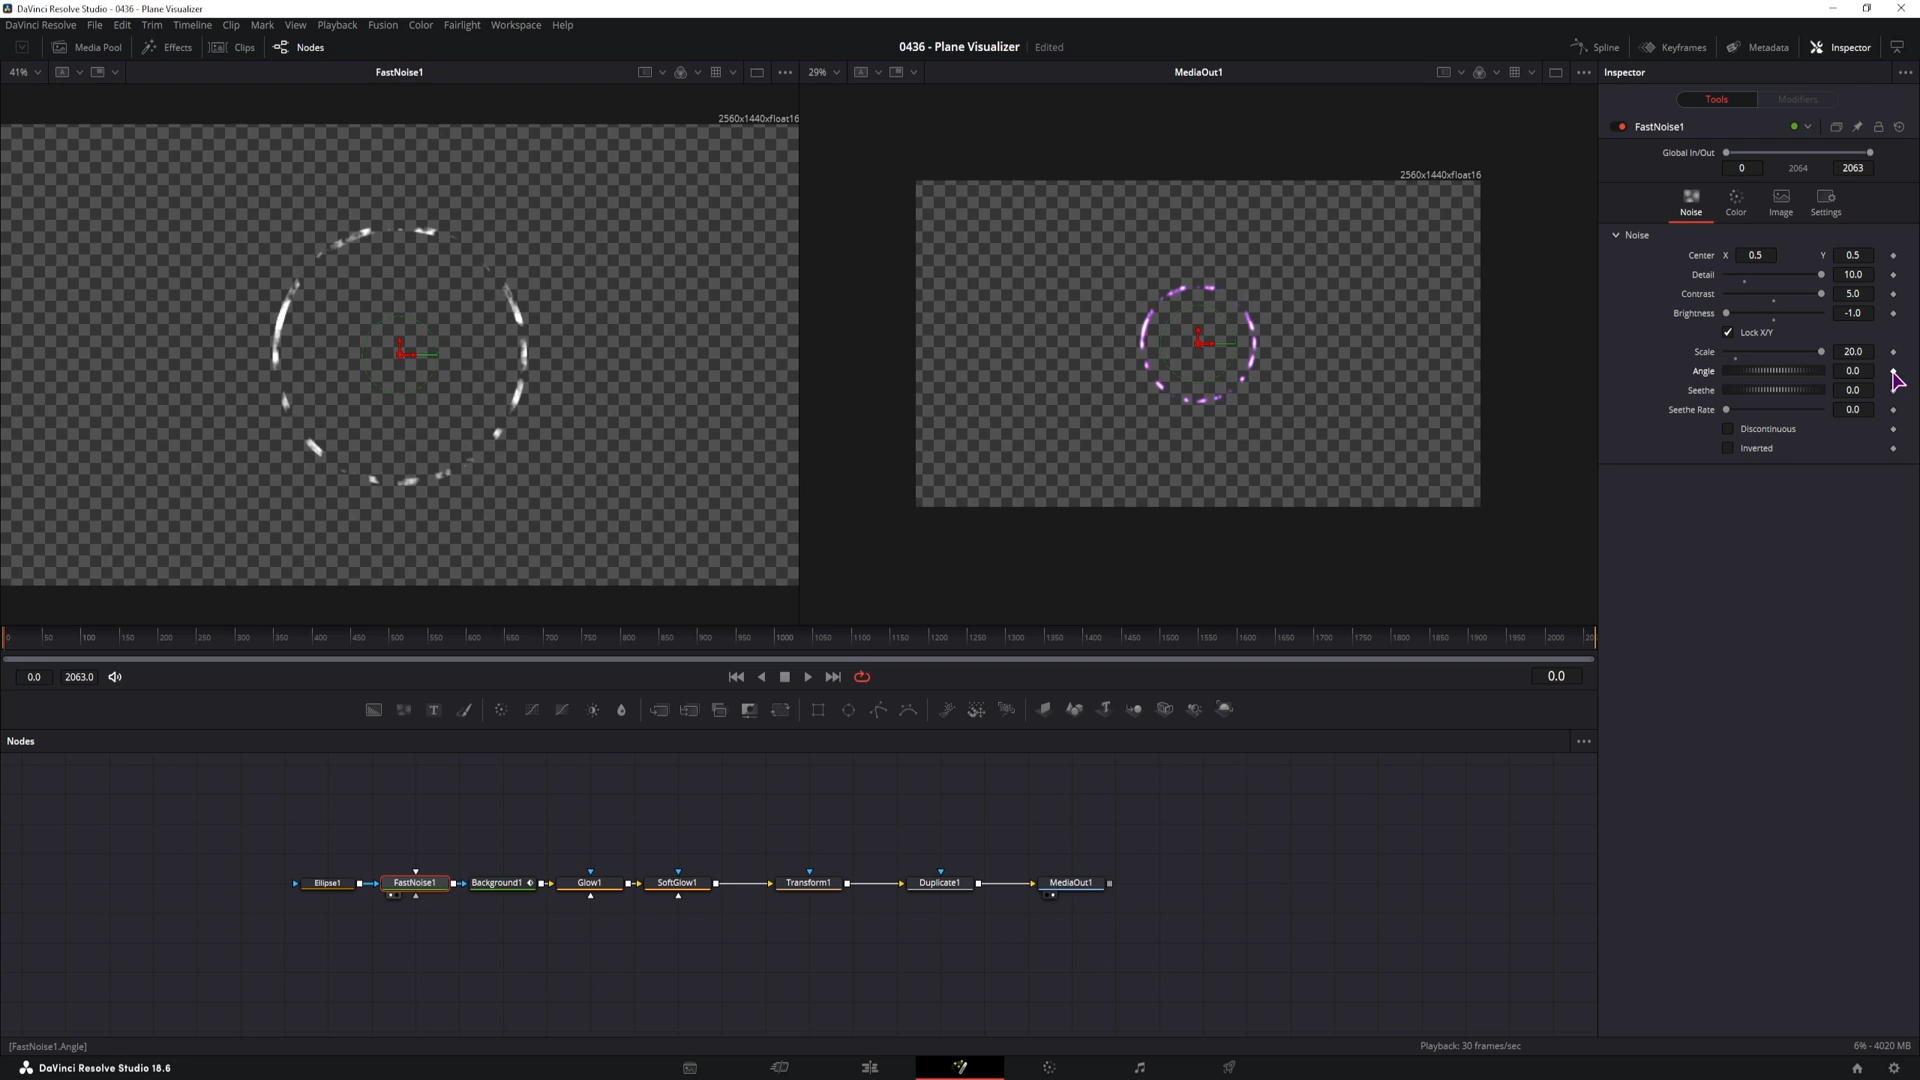 DaVinci Resolve Studio - 0436 - Plane Visualizer
DaVinci Resolve File Edit Trim Timeline Clip Mark View Playback Fusion Color Fairlight Workspace Help
Media Pool Effects Clips Nodes 0436 - Plane Visualizer Edited Spline Keyframes Metadata Inspector
41% FastNoise1 29% MediaOut1 Inspector
Tools Modifiers
2560x1440xfloat16
FastNoise1
Global In/Out
0 2064 2063
2560x1440xfloat16
Noise Color Image Settings
Noise
Center X 0.5 Y 0.5
Detail 10.0
Contrast 5.0
Brightness -1.0
Lock X/Y
Scale 20.0
Angle 0.0
Seethe 0.0
Seethe Rate 0.0
Discontinuous
Inverted
0 50 100 150 200 250 300 350 400 450 500 550 600 650 700 750 800 850 900 950 1000 1050 1100 1150 1200 1250 1300 1350 1400 1450 1500 1550 1600 1650 1700 1750 1800 1850 1900 1950 2000 20
0.0 2063.0 0.0
Nodes
Ellipse1 FastNoise1 Background1 Glow1 SoftGlow1 Transform1 Duplicate1 MediaOut1
[FastNoise1.Angle] Playback: 30 frames/sec 6% - 4020 MB
DaVinci Resolve Studio 18.6